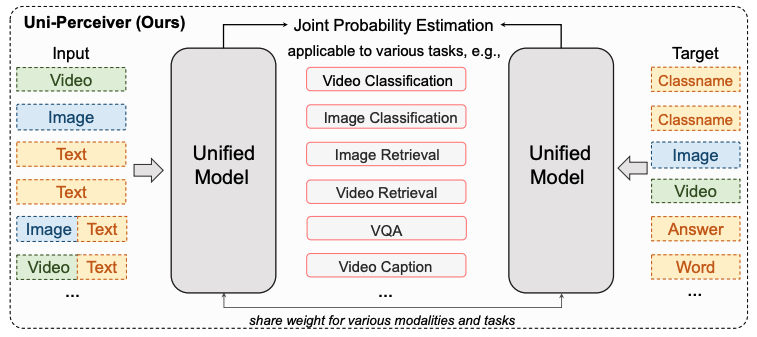 Uni-Perceiver (Ours)
Joint Probability Estimation
applicable to various tasks, e.g.,
Input
Video
Image
Text
Text
Image Text
Video Text
...
Unified
Model
Video Classification
Image Classification
Image Retrieval
Video Retrieval
VQA
Video Caption
...
Unified
Model
Target
Classname
Classname
Image
Video
Answer
Word
...
share weight for various modalities and tasks